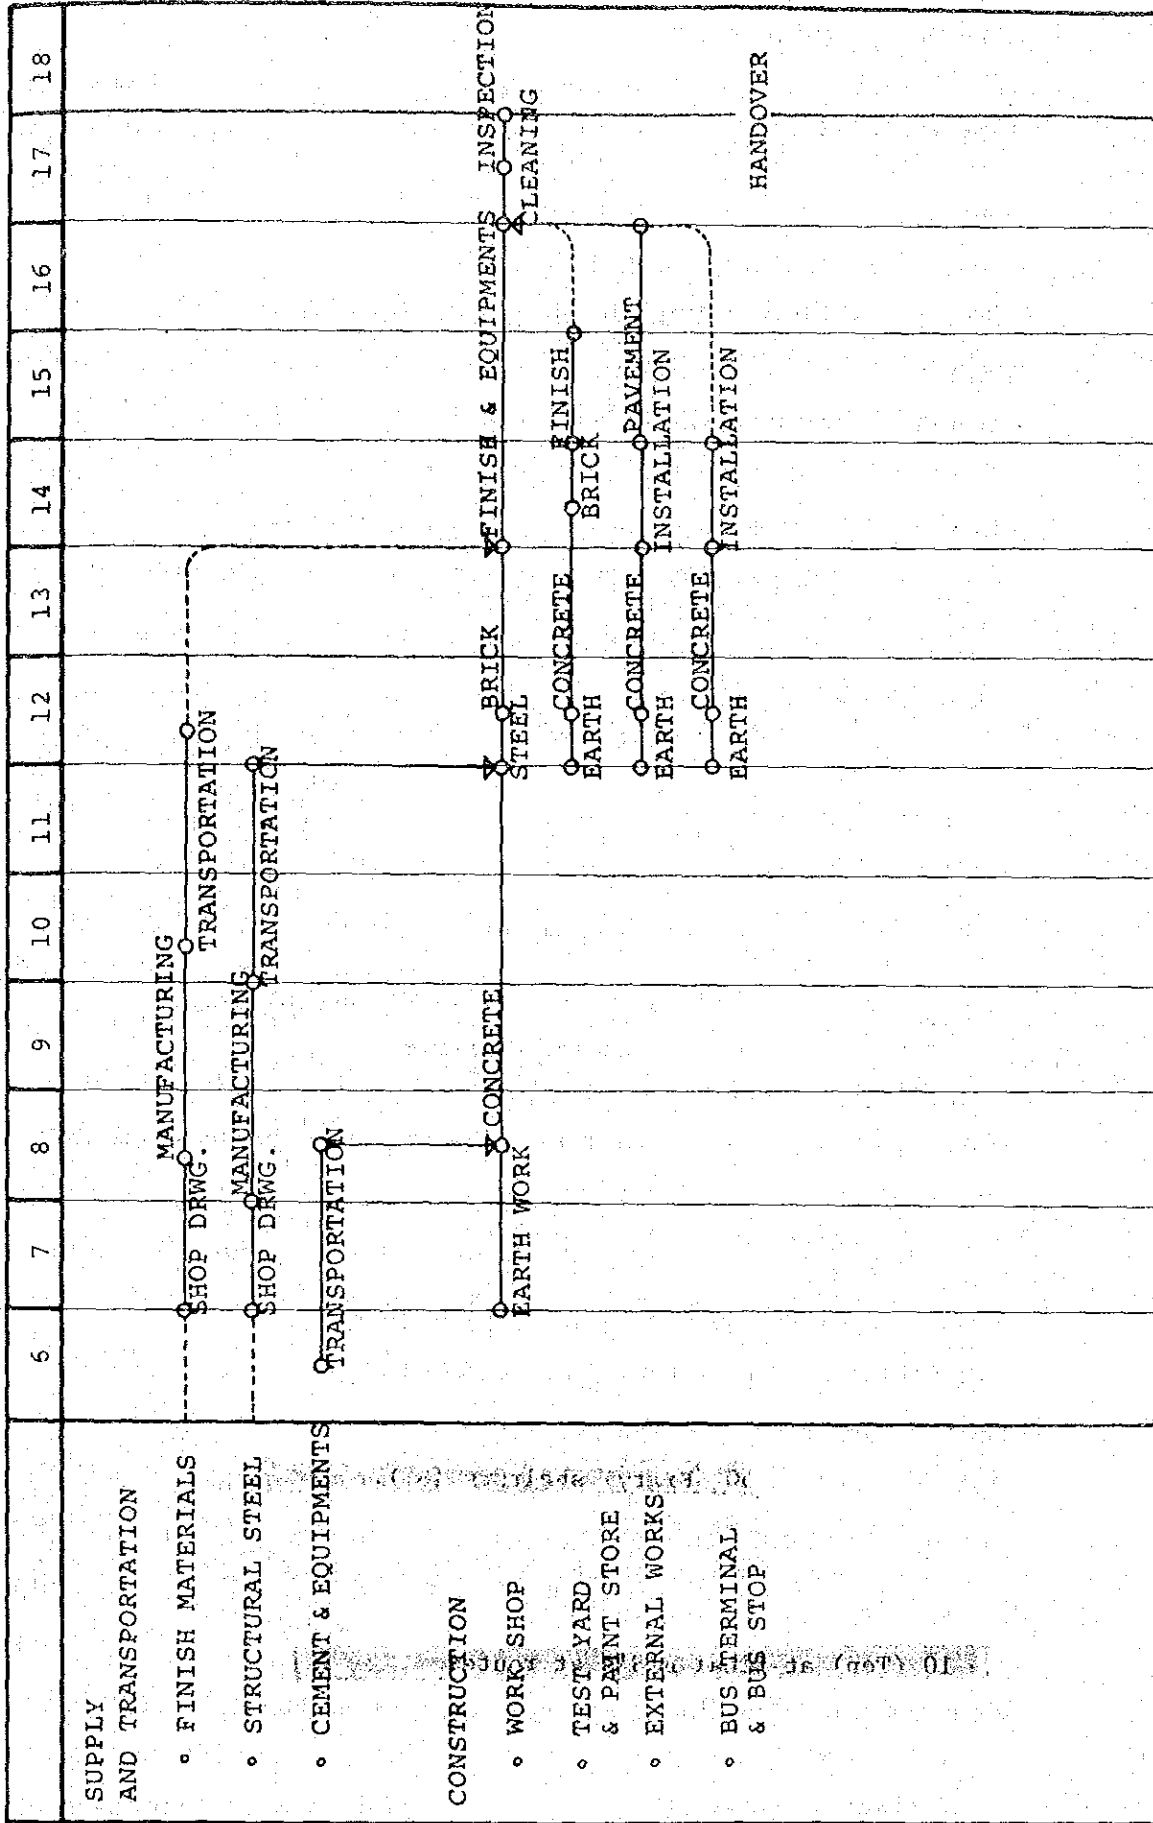 6 7 8 9 10 11 12 13 14 15 16 17 18
SUPPLY
AND TRANSPORTATION
° FINISH MATERIALS
SHOP DRWG.
MANUFACTURING
TRANSPORTATION
° STRUCTURAL STEEL
SHOP DRWG.
MANUFACTURING
TRANSPORTATION
° CEMENT & EQUIPMENTS
TRANSPORTATION
CONSTRUCTION
° WORK SHOP
EARTH WORK
CONCRETE
STEEL
BRICK
FINISH & EQUIPMENTS
CLEANING
INSPECTION
° TEST YARD
& PAINT STORE
EARTH
CONCRETE
BRICK
FINISH
° EXTERNAL WORKS
EARTH
CONCRETE
INSTALLATION
PAVEMENT
° BUS TERMINAL
& BUS STOP
EARTH
CONCRETE
INSTALLATION
HANDOVER